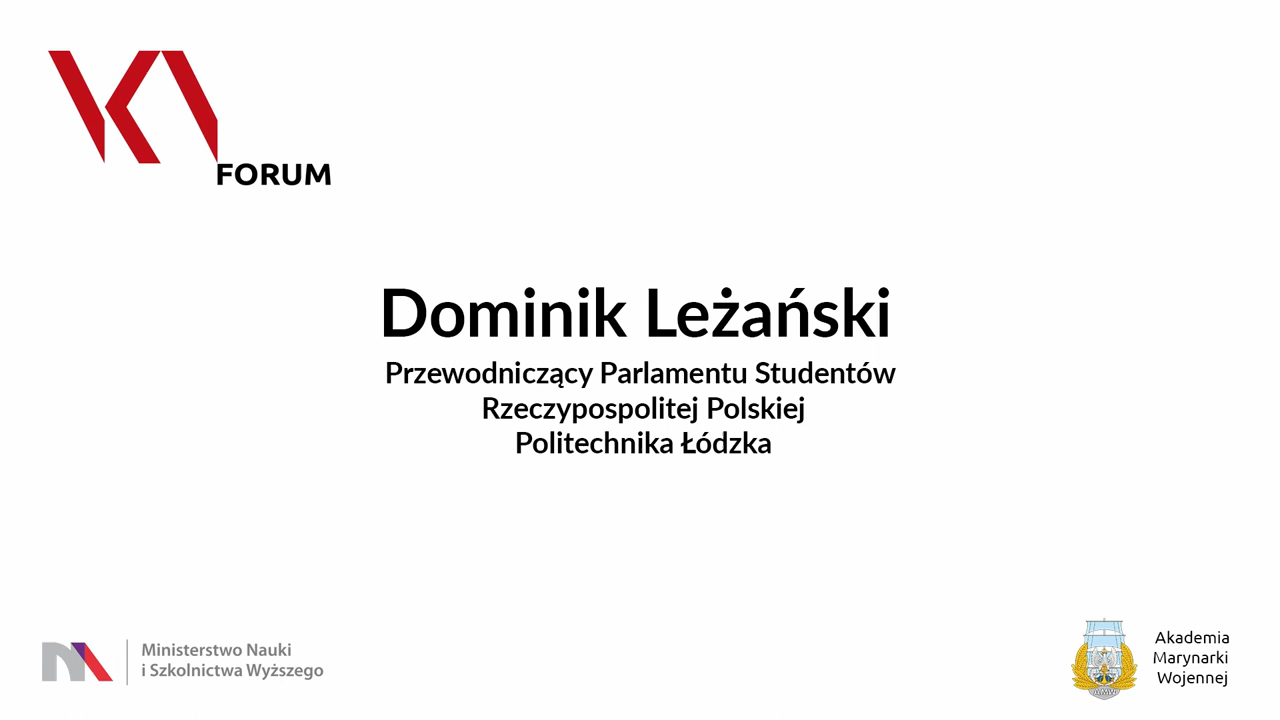 FORUM
Dominik Leżański
Przewodniczący Parlamentu Studentów
Rzeczypospolitej Polskiej
Politechnika Łódzka
Ministerstwo Nauki
i Szkolnictwa Wyższego
Akademia
Marynarki
Wojennej